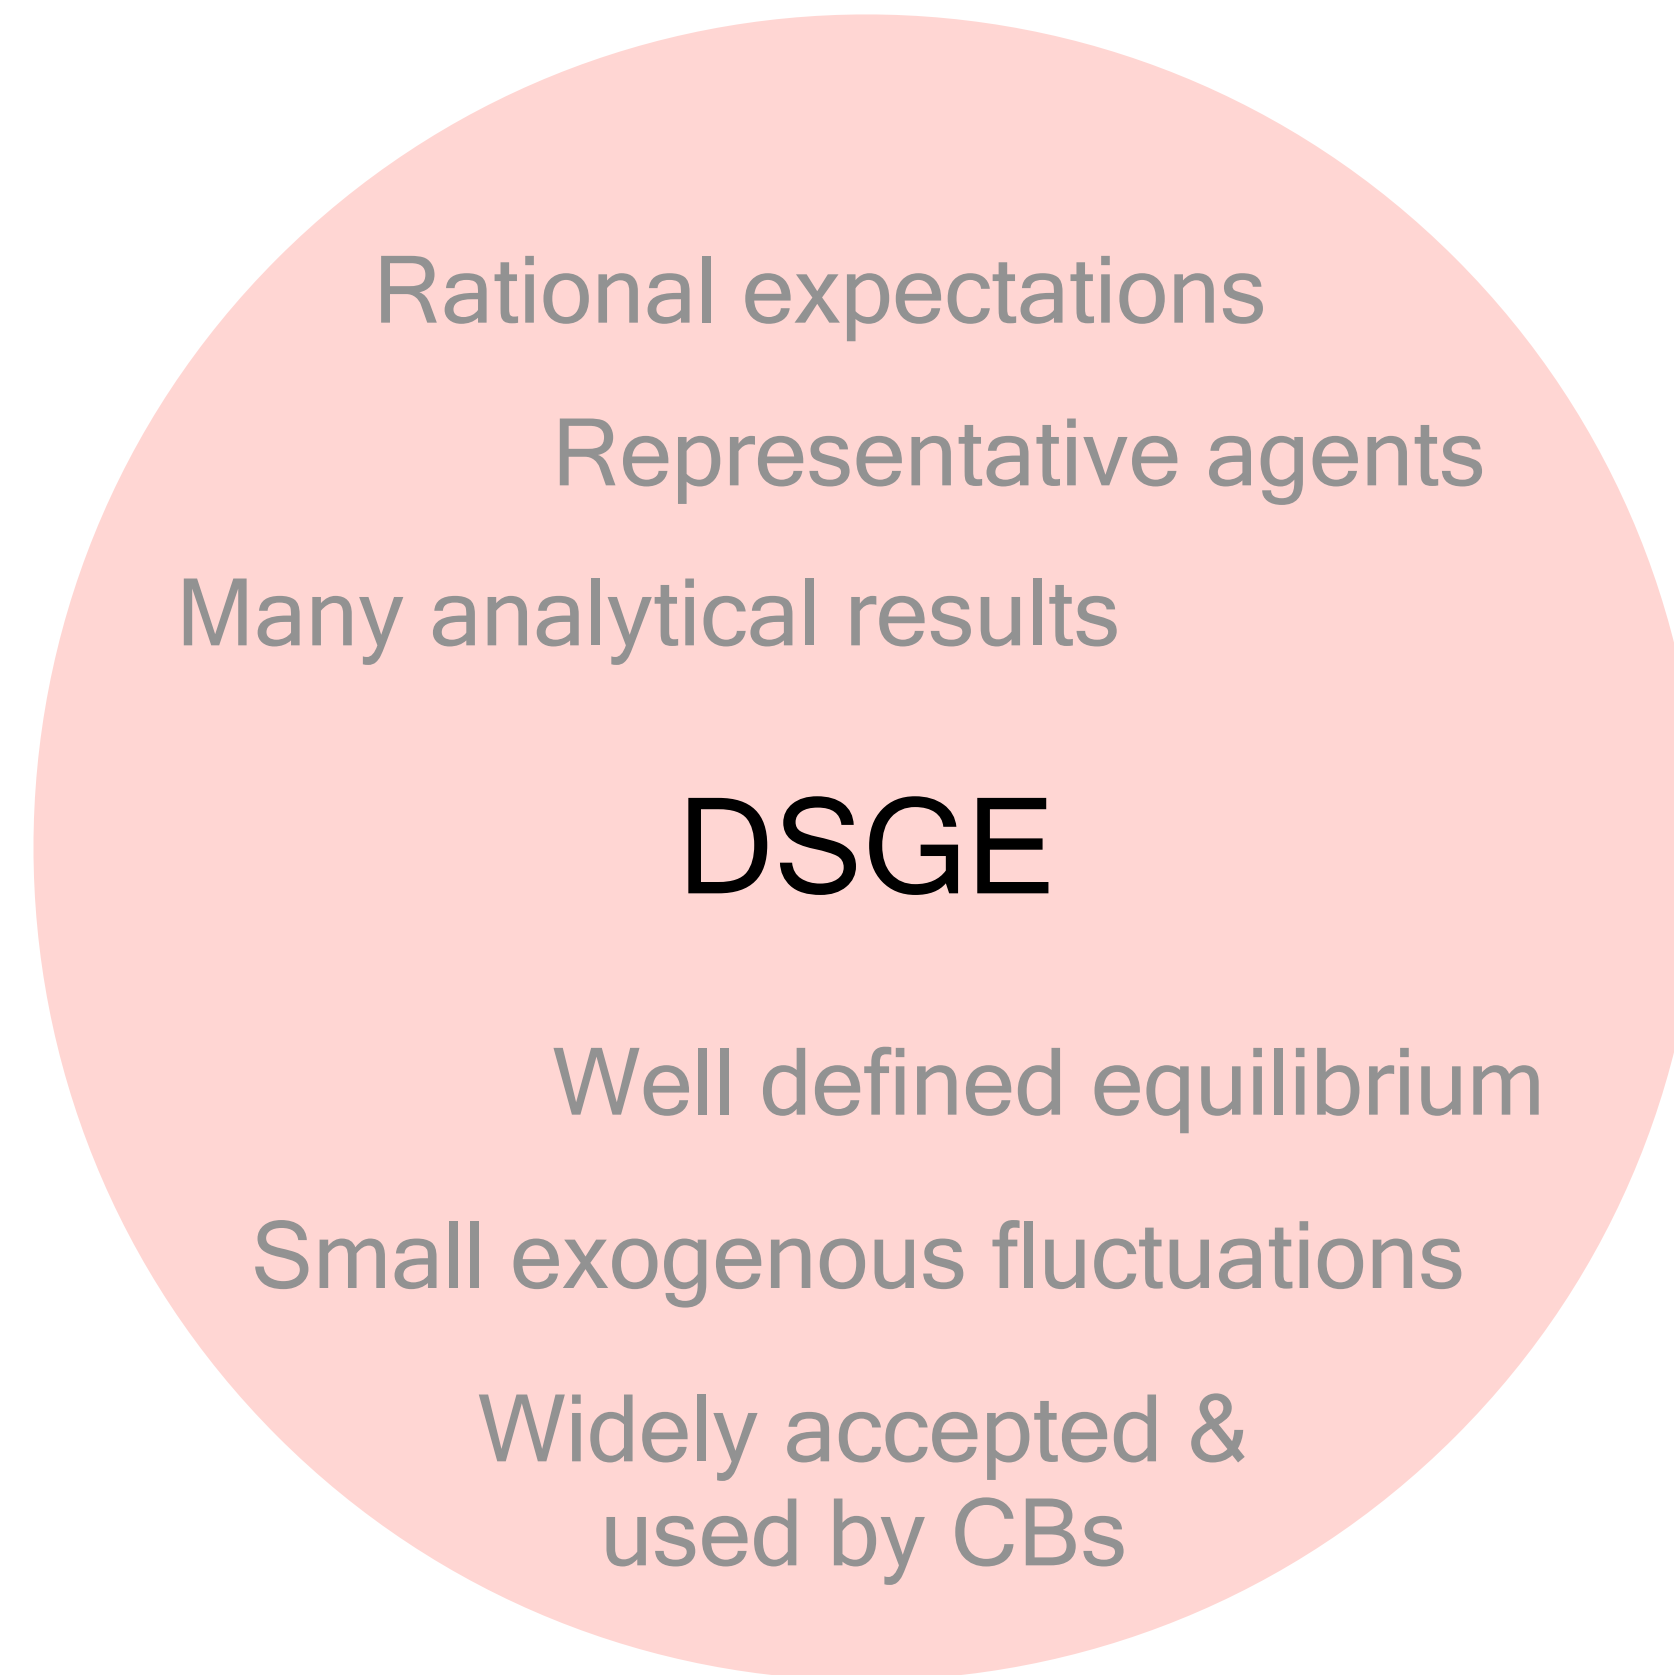 Rational expectations
Representative agents
Many analytical results
DSGE
Well defined equilibrium
Small exogenous fluctuations
Widely accepted &
used by CBs